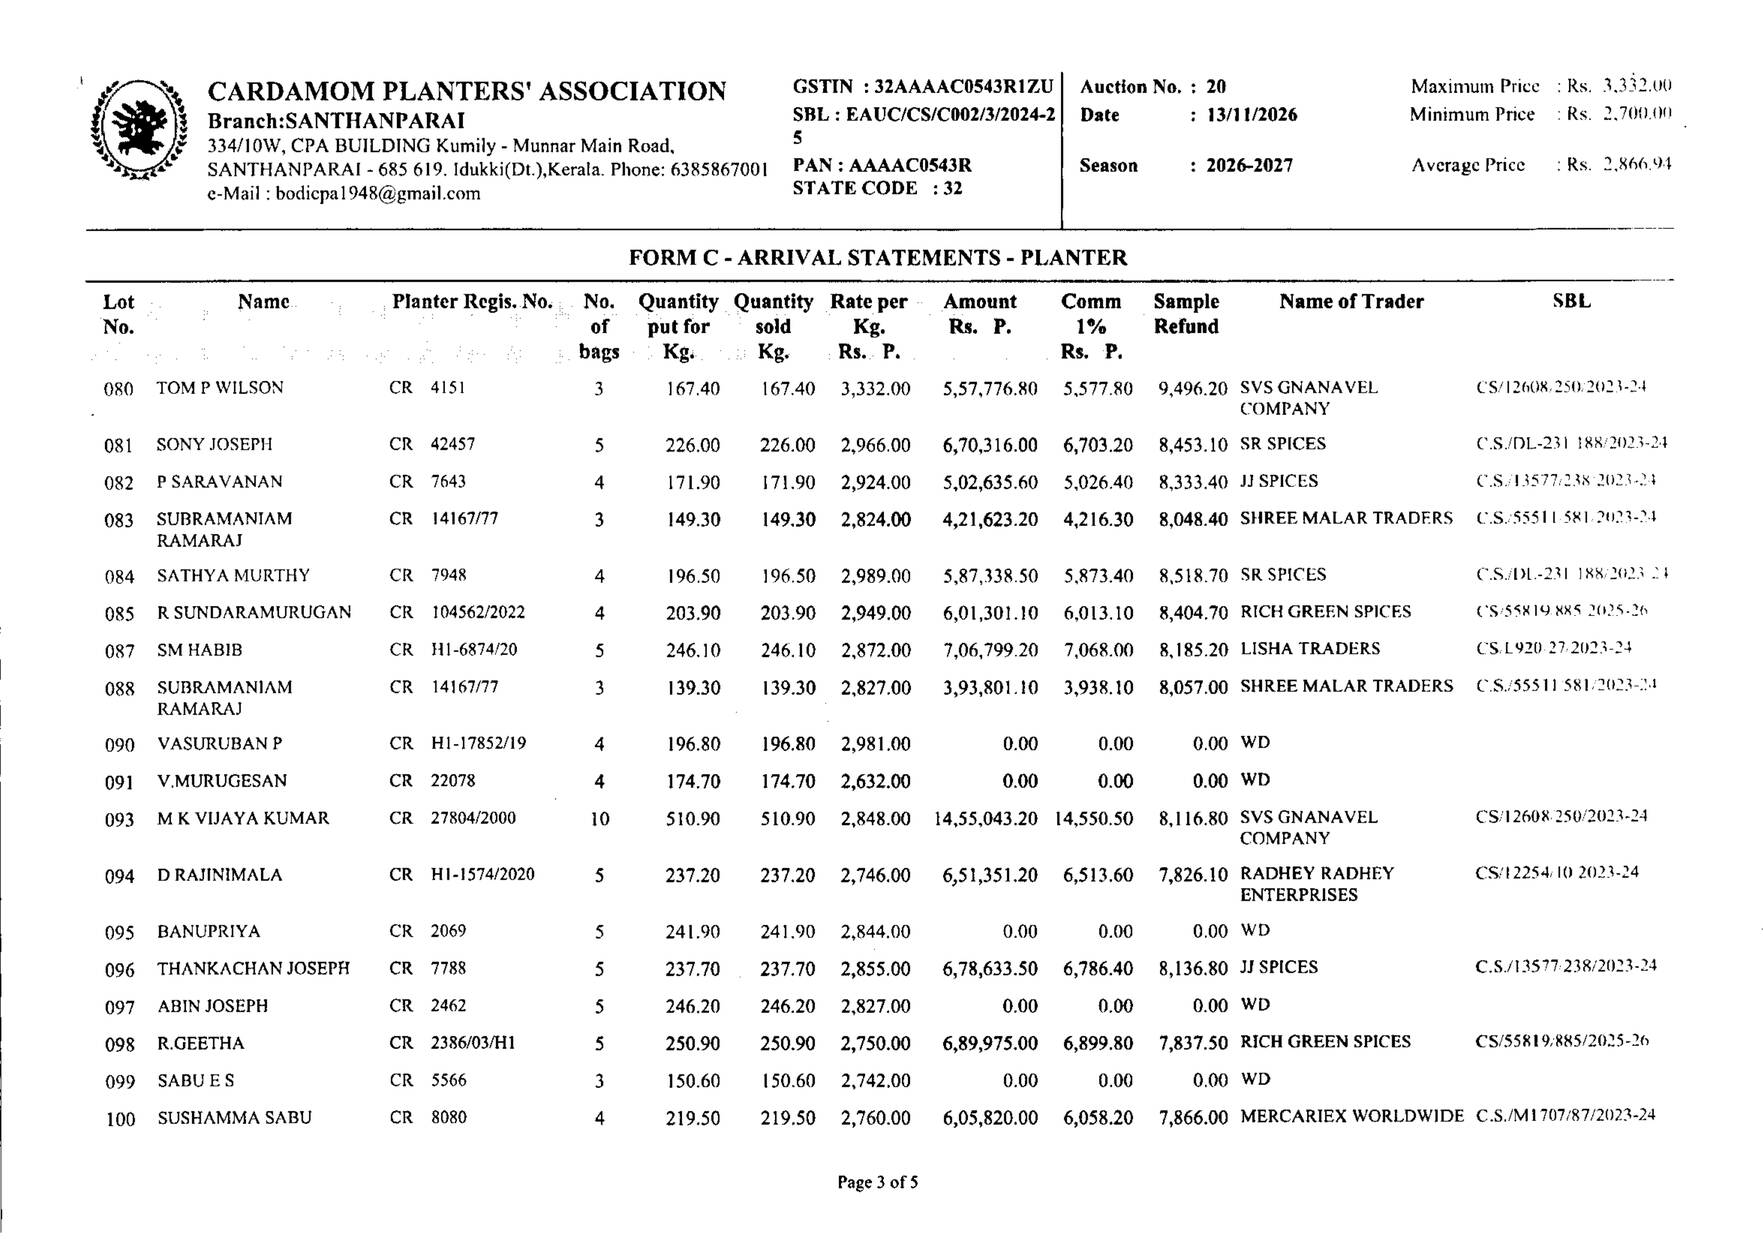 CARDAMOM PLANTERS' ASSOCIATION
Branch:SANTHANPARAI
334/10W, CPA BUILDING Kumily - Munnar Main Road,
SANTHANPARAI - 685 619. Idukki(Dt.),Kerala. Phone: 6385867001
e-Mail : bodicpa1948@gmail.com
GSTIN : 32AAAAC0543R1ZU
SBL : EAUC/CS/C002/3/2024-2
5
PAN : AAAAC0543R
STATE CODE : 32
Auction No. : 20
Date : 13/11/2026
Season : 2026-2027
Maximum Price : Rs. 3,332.00
Minimum Price : Rs. 2,700.00
Average Price : Rs. 2,866.94
FORM C - ARRIVAL STATEMENTS - PLANTER
Lot Name Planter Regis. No. No. Quantity Quantity Rate per Amount Comm Sample Name of Trader SBL
No. of put for sold Kg. Rs. P. 1% Refund
bags Kg. Kg. Rs. P. Rs. P.
080 TOM P WILSON CR 4151 3 167.40 167.40 3,332.00 5,57,776.80 5,577.80 9,496.20 SVS GNANAVEL CS/12608/250/2023-24
COMPANY
081 SONY JOSEPH CR 42457 5 226.00 226.00 2,966.00 6,70,316.00 6,703.20 8,453.10 SR SPICES C.S./DL-231 188/2023-24
082 P SARAVANAN CR 7643 4 171.90 171.90 2,924.00 5,02,635.60 5,026.40 8,333.40 JJ SPICES C.S./13577/238/2023-24
083 SUBRAMANIAM CR 14167/77 3 149.30 149.30 2,824.00 4,21,623.20 4,216.30 8,048.40 SHREE MALAR TRADERS C.S./55511 581/2023-24
RAMARAJ
084 SATHYA MURTHY CR 7948 4 196.50 196.50 2,989.00 5,87,338.50 5,873.40 8,518.70 SR SPICES C.S./DL-231 188/2023-24
085 R SUNDARAMURUGAN CR 104562/2022 4 203.90 203.90 2,949.00 6,01,301.10 6,013.10 8,404.70 RICH GREEN SPICES CS/55819/885/2025-26
087 SM HABIB CR H1-6874/20 5 246.10 246.10 2,872.00 7,06,799.20 7,068.00 8,185.20 LISHA TRADERS CS/L920/27/2023-24
088 SUBRAMANIAM CR 14167/77 3 139.30 139.30 2,827.00 3,93,801.10 3,938.10 8,057.00 SHREE MALAR TRADERS C.S./55511 581/2023-24
RAMARAJ
090 VASURUBAN P CR H1-17852/19 4 196.80 196.80 2,981.00 0.00 0.00 0.00 WD
091 V.MURUGESAN CR 22078 4 174.70 174.70 2,632.00 0.00 0.00 0.00 WD
093 M K VIJAYA KUMAR CR 27804/2000 10 510.90 510.90 2,848.00 14,55,043.20 14,550.50 8,116.80 SVS GNANAVEL CS/12608/250/2023-24
COMPANY
094 D RAJINIMALA CR H1-1574/2020 5 237.20 237.20 2,746.00 6,51,351.20 6,513.60 7,826.10 RADHEY RADHEY CS/12254/10/2023-24
ENTERPRISES
095 BANUPRIYA CR 2069 5 241.90 241.90 2,844.00 0.00 0.00 0.00 WD
096 THANKACHAN JOSEPH CR 7788 5 237.70 237.70 2,855.00 6,78,633.50 6,786.40 8,136.80 JJ SPICES C.S./13577/238/2023-24
097 ABIN JOSEPH CR 2462 5 246.20 246.20 2,827.00 0.00 0.00 0.00 WD
098 R.GEETHA CR 2386/03/H1 5 250.90 250.90 2,750.00 6,89,975.00 6,899.80 7,837.50 RICH GREEN SPICES CS/55819/885/2025-26
099 SABU E S CR 5566 3 150.60 150.60 2,742.00 0.00 0.00 0.00 WD
100 SUSHAMMA SABU CR 8080 4 219.50 219.50 2,760.00 6,05,820.00 6,058.20 7,866.00 MERCARIEX WORLDWIDE C.S./M1707/87/2023-24
Page 3 of 5